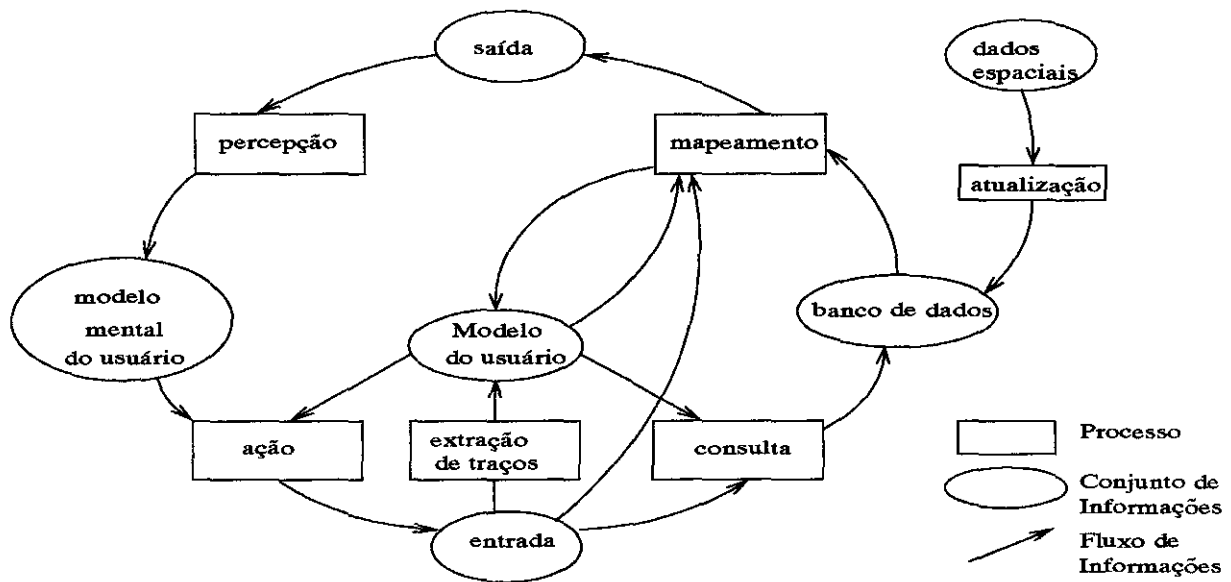 saída
dados
espaciais
percepção
mapeamento
atualização
modelo
mental
do usuário
Modelo
do usuário
banco de dados
ação
extração
de traços
consulta
entrada
Processo
Conjunto de
Informações
Fluxo de
Informações